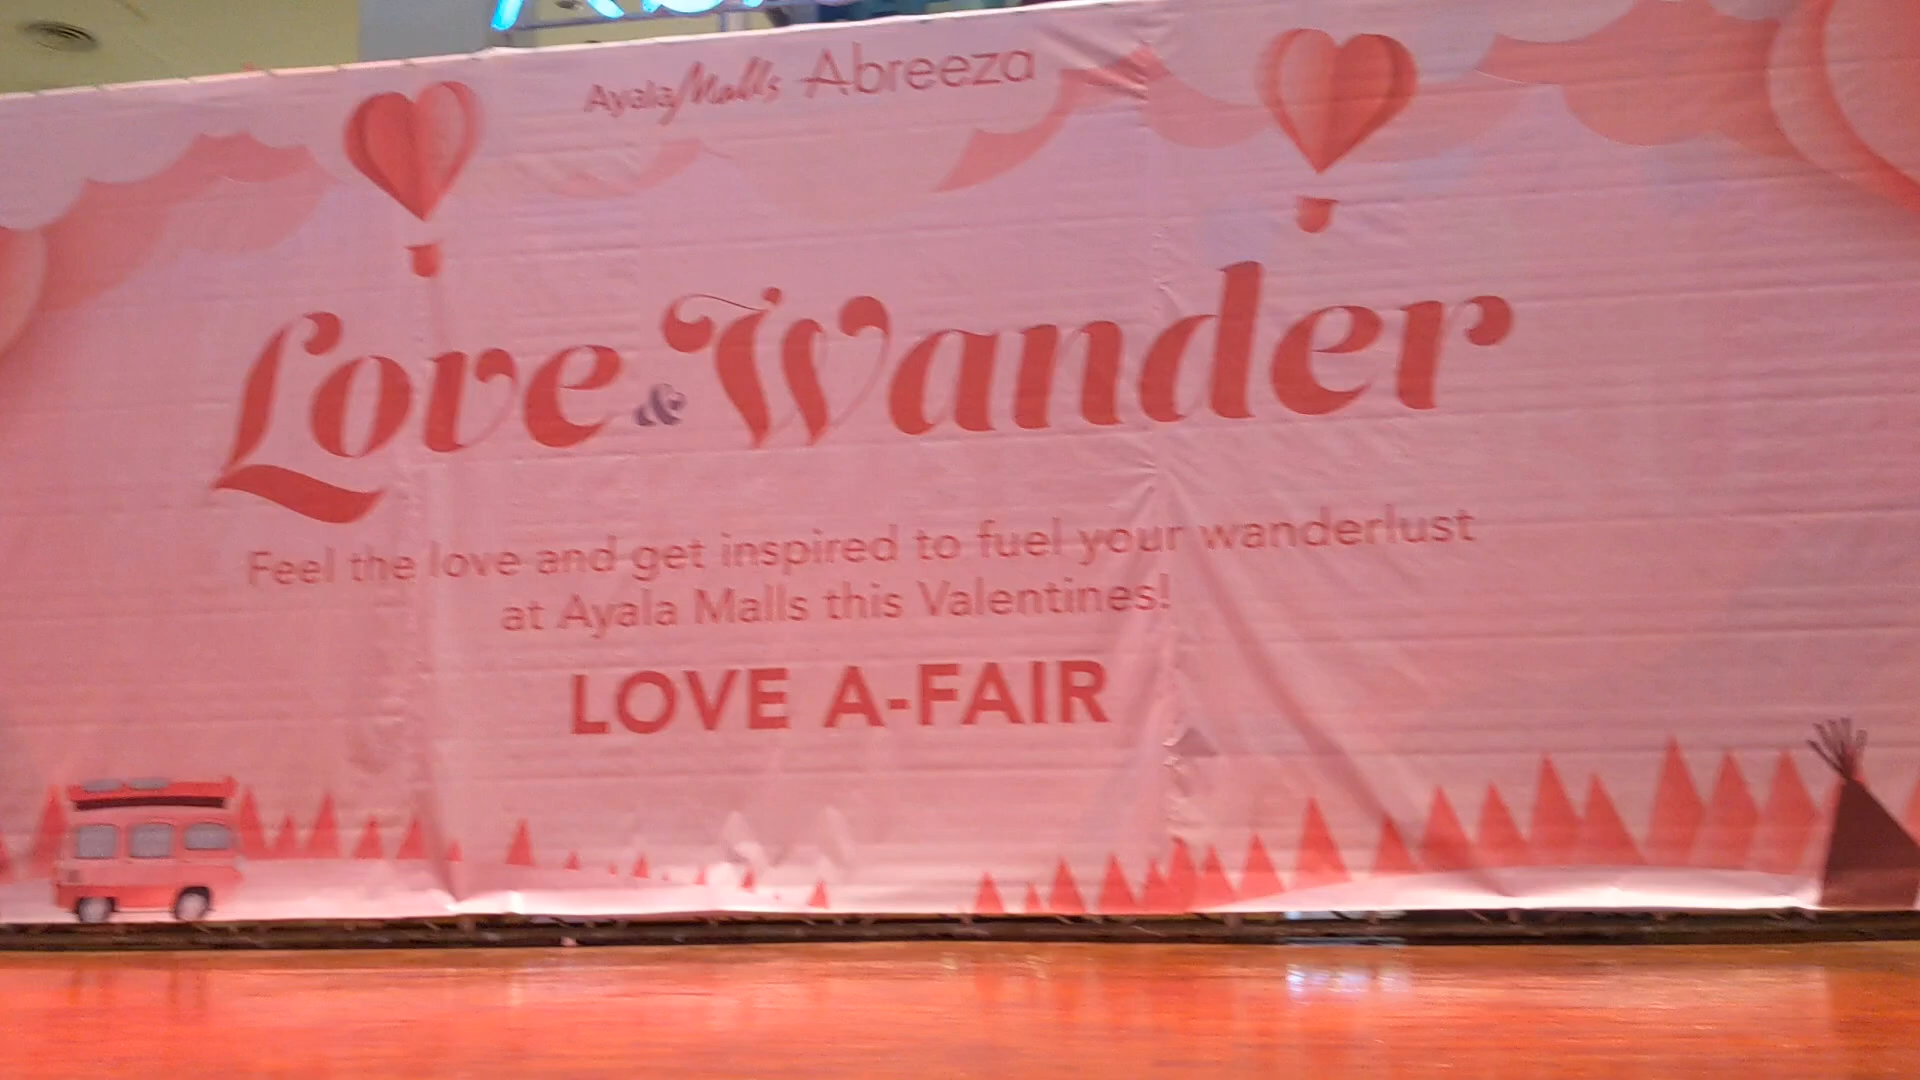 Ayala Malls Abreeza
Love & Wander
Feel the love and get inspired to fuel your wanderlust
at Ayala Malls this Valentines!
LOVE A-FAIR